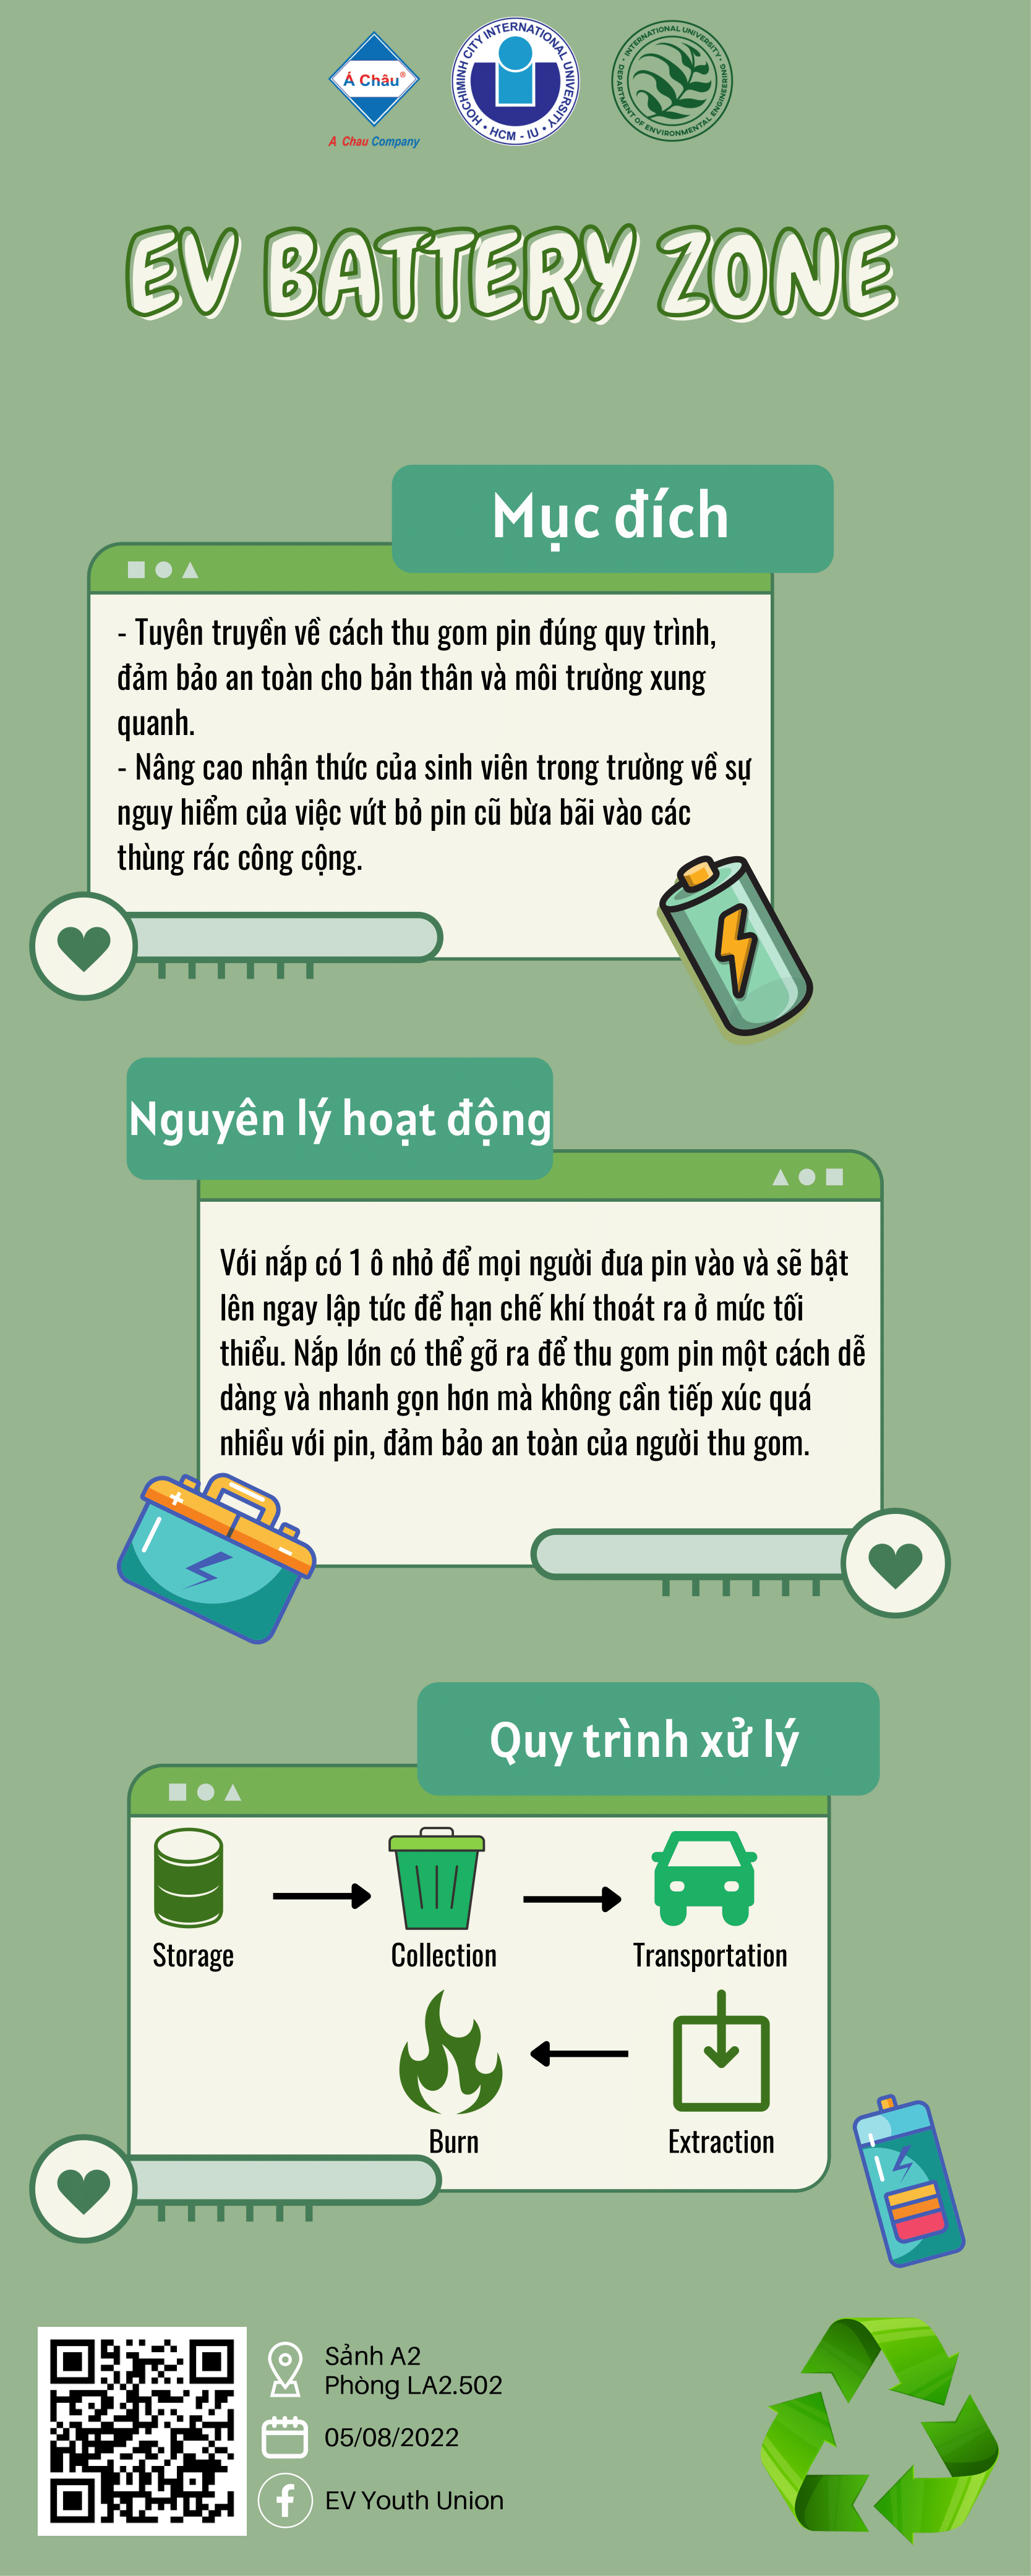 Á Châu®
A Chau Company
HOCHIMINH CITY INTERNATIONAL UNIVERSITY
• HCM - IU •
• INTERNATIONAL UNIVERSITY •
DEPARTMENT OF ENVIRONMENTAL ENGINEERING
EV BATTERY ZONE
Mục đích
- Tuyên truyền về cách thu gom pin đúng quy trình,
đảm bảo an toàn cho bản thân và môi trường xung
quanh.
- Nâng cao nhận thức của sinh viên trong trường về sự
nguy hiểm của việc vứt bỏ pin cũ bừa bãi vào các
thùng rác công cộng.
Nguyên lý hoạt động
Với nắp có 1 ô nhỏ để mọi người đưa pin vào và sẽ bật
lên ngay lập tức để hạn chế khí thoát ra ở mức tối
thiểu. Nắp lớn có thể gỡ ra để thu gom pin một cách dễ
dàng và nhanh gọn hơn mà không cần tiếp xúc quá
nhiều với pin, đảm bảo an toàn của người thu gom.
Quy trình xử lý
Storage
Collection
Transportation
Burn
Extraction
Sảnh A2
Phòng LA2.502
05/08/2022
EV Youth Union